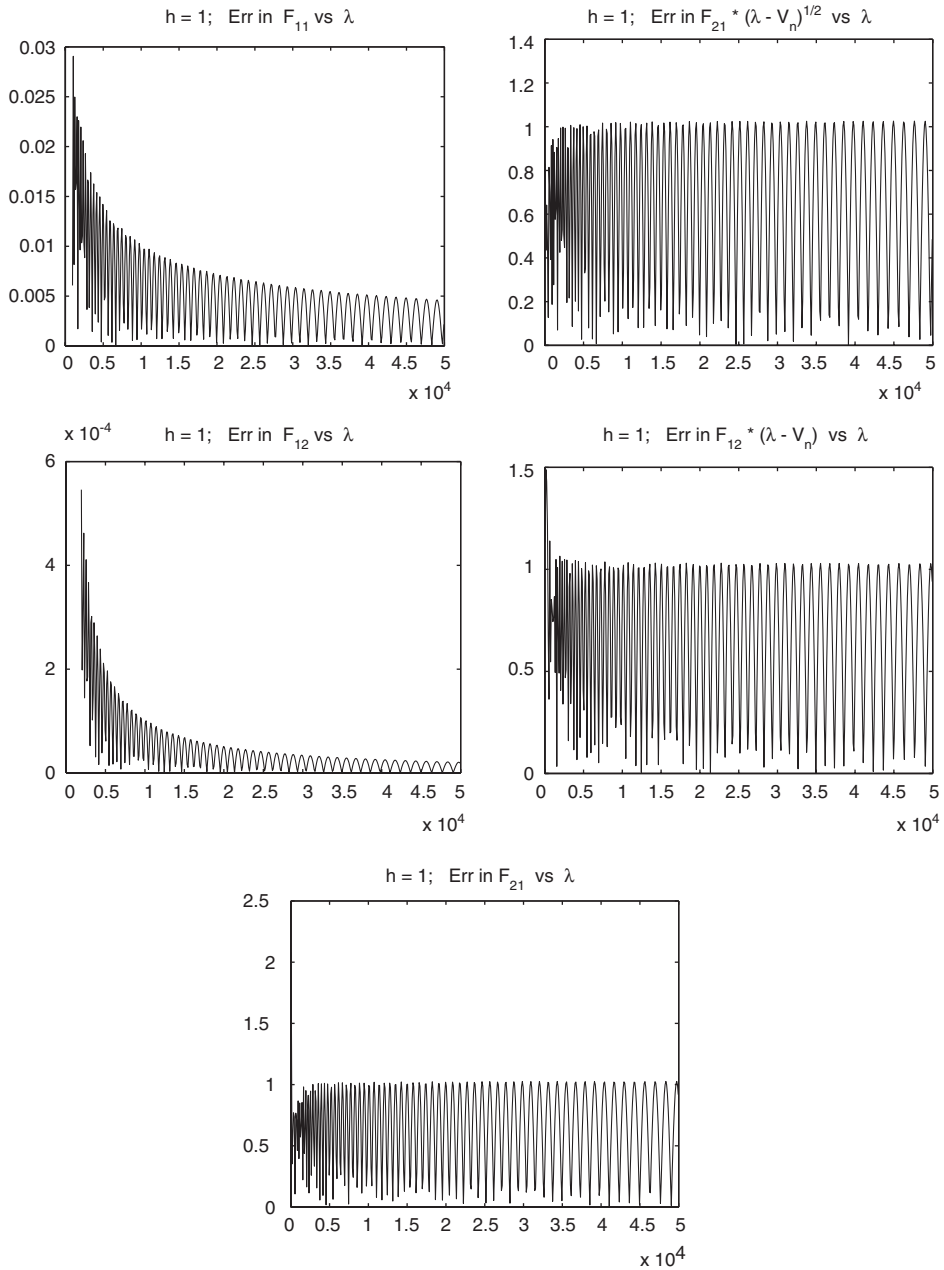 h = 1; Err in F11 vs λ
0.03
0.025
0.02
0.015
0.01
0.005
0
0 0.5 1 1.5 2 2.5 3 3.5 4 4.5 5
x 10^4
h = 1; Err in F21 * (λ - Vn)^1/2 vs λ
1.4
1.2
1
0.8
0.6
0.4
0.2
0
0 0.5 1 1.5 2 2.5 3 3.5 4 4.5 5
x 10^4
x 10^-4
h = 1; Err in F12 vs λ
6
4
2
0
0 0.5 1 1.5 2 2.5 3 3.5 4 4.5 5
x 10^4
h = 1; Err in F12 * (λ - Vn) vs λ
1.5
1
0.5
0
0 0.5 1 1.5 2 2.5 3 3.5 4 4.5 5
x 10^4
h = 1; Err in F21 vs λ
2.5
2
1.5
1
0.5
0
0 0.5 1 1.5 2 2.5 3 3.5 4 4.5 5
x 10^4